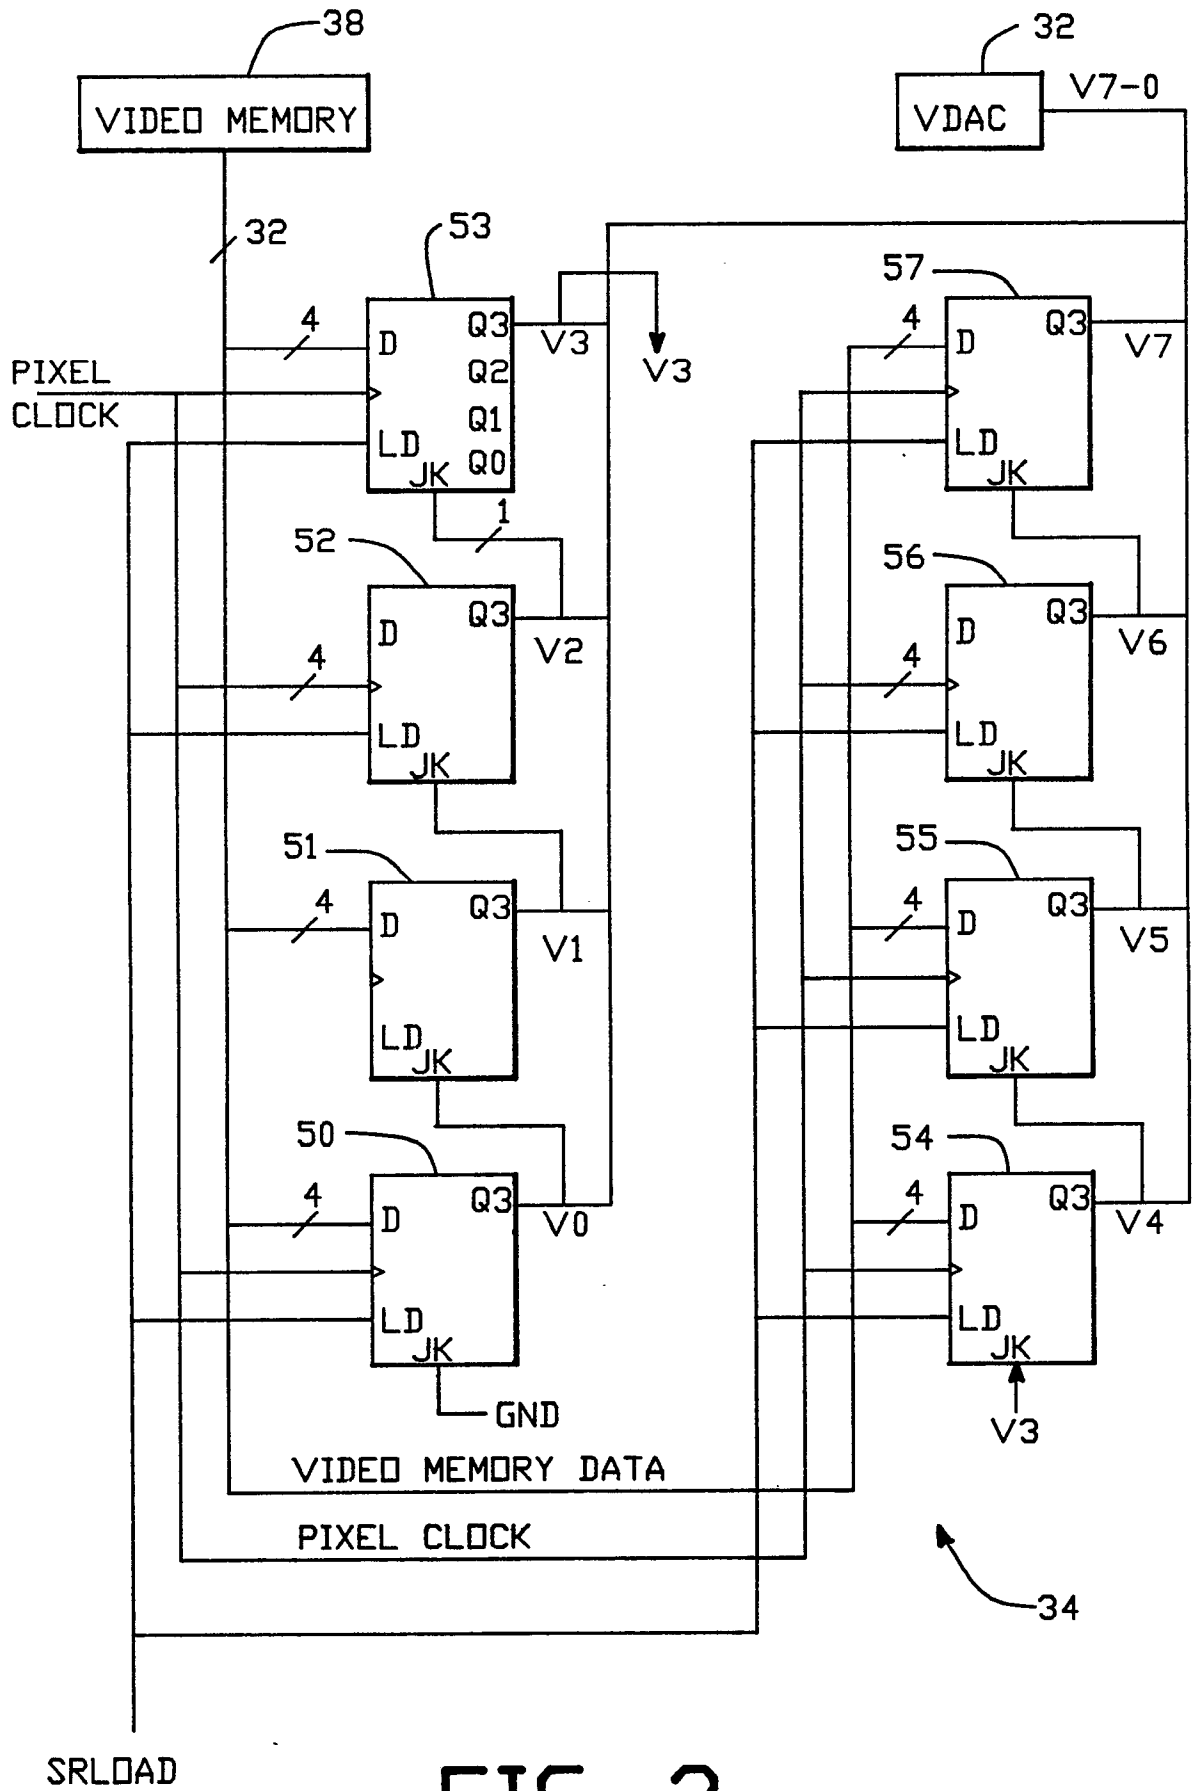 38
32
VIDEO MEMORY
VDAC
V7-0
32
53
57
4
D
Q3
Q2
Q1
Q0
LD
JK
V3
V3
PIXEL
CLOCK
4
D
Q3
LD
JK
V7
1
52
56
D
Q3
4
LD
JK
V2
D
Q3
4
LD
JK
V6
51
55
4
D
Q3
LD
JK
V1
4
D
Q3
LD
JK
V5
50
54
4
D
Q3
LD
JK
V0
GND
4
D
Q3
LD
JK
V4
V3
VIDEO MEMORY DATA
PIXEL CLOCK
34
SRLOAD